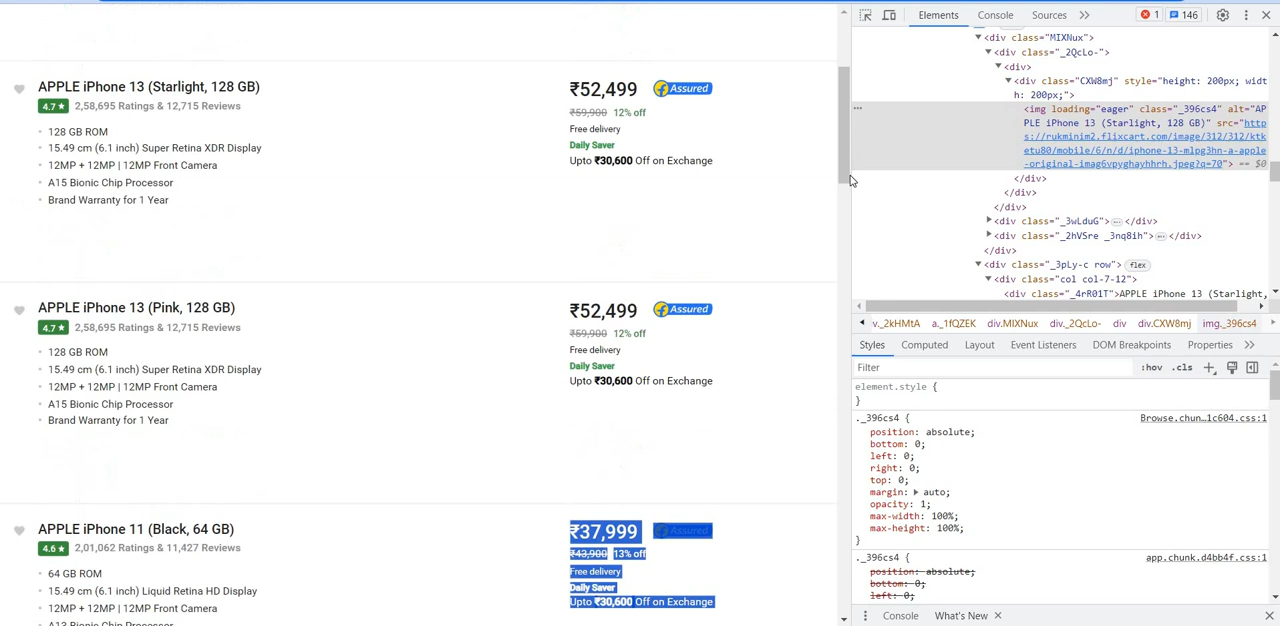 APPLE iPhone 13 (Starlight, 128 GB)
4.7★ 2,58,695 Ratings & 12,715 Reviews
• 128 GB ROM
• 15.49 cm (6.1 inch) Super Retina XDR Display
• 12MP + 12MP | 12MP Front Camera
• A15 Bionic Chip Processor
• Brand Warranty for 1 Year
₹52,499 Assured
₹59,900 12% off
Free delivery
Daily Saver
Upto ₹30,600 Off on Exchange
APPLE iPhone 13 (Pink, 128 GB)
4.7★ 2,58,695 Ratings & 12,715 Reviews
• 128 GB ROM
• 15.49 cm (6.1 inch) Super Retina XDR Display
• 12MP + 12MP | 12MP Front Camera
• A15 Bionic Chip Processor
• Brand Warranty for 1 Year
₹52,499 Assured
₹59,900 12% off
Free delivery
Daily Saver
Upto ₹30,600 Off on Exchange
APPLE iPhone 11 (Black, 64 GB)
4.6★ 2,01,062 Ratings & 11,427 Reviews
• 64 GB ROM
• 15.49 cm (6.1 inch) Liquid Retina HD Display
• 12MP + 12MP | 12MP Front Camera
• A13 Bionic Chip Processor
₹37,999 Assured
₹43,900 13% off
Free delivery
Daily Saver
Upto ₹30,600 Off on Exchange
Elements Console Sources 1 146
<div class="MIXNux">
<div class="_2QcLo-">
<div>
<div class="CXW8mj" style="height: 200px; widt
h: 200px;">
<img loading="eager" class="_396cs4" alt="AP
PLE iPhone 13 (Starlight, 128 GB)" src="http
s://rukminim2.flixcart.com/image/312/312/ktk
etu80/mobile/6/n/d/iphone-13-mlpg3hn-a-apple
-original-imag6vpyghayhhrh.jpeg?q=70"> == $0
</div>
</div>
</div>
<div class="_3wLduG">…</div>
<div class="_2hVSre _3nq8ih">…</div>
</div>
<div class="_3pLy-c row"> flex
<div class="col col-7-12">
<div class="_4rR01T">APPLE iPhone 13 (Starlight,
v._2kHMtA a._1fQZEK div.MIXNux div._2QcLo- div div.CXW8mj img._396cs4
Styles Computed Layout Event Listeners DOM Breakpoints Properties
Filter :hov .cls
element.style {
}
._396cs4 { Browse.chun…1c604.css:1
position: absolute;
bottom: 0;
left: 0;
right: 0;
top: 0;
margin: auto;
opacity: 1;
max-width: 100%;
max-height: 100%;
}
._396cs4 { app.chunk.d4bb4f.css:1
position: absolute;
bottom: 0;
left: 0;
Console What's New